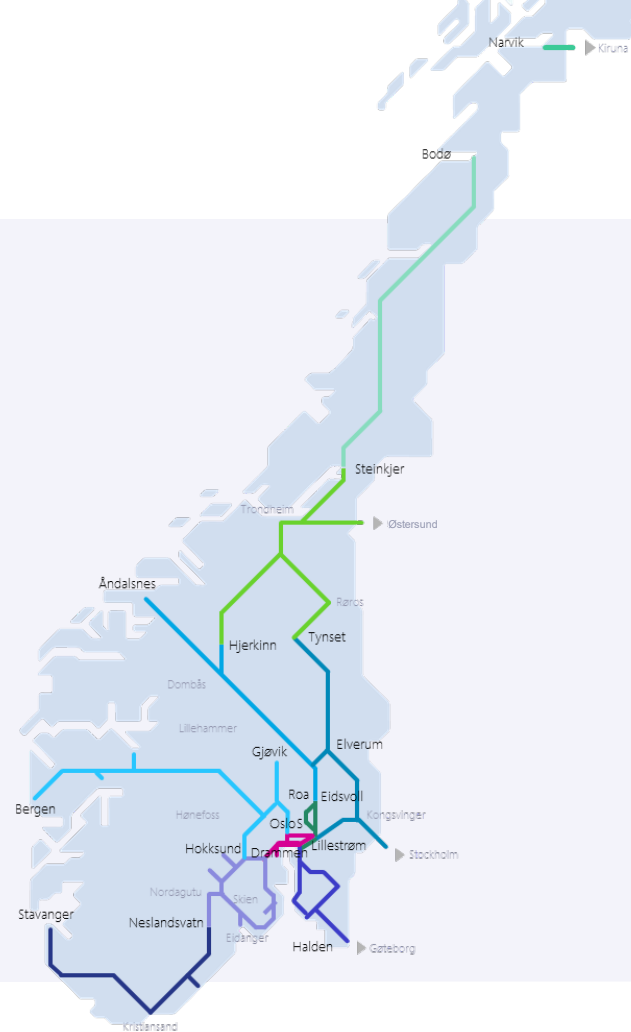 Narvik
Kiruna
Bodø
Steinkjer
Trondheim
Østersund
Åndalsnes
Røros
Hjerkinn
Tynset
Dombås
Lillehammer
Elverum
Gjøvik
Roa
Eidsvoll
Bergen
Hønefoss
Kongsvinger
OsloS
Hokksund
Drammen
Lillestrøm
Stockholm
Nordagutu
Skien
Stavanger
Neslandsvatn
Eidanger
Halden
Gøteborg
Kristiansand